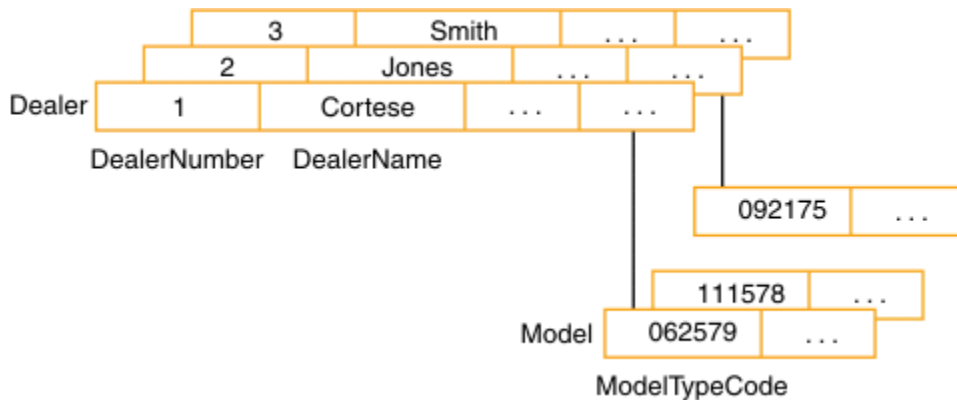 3 Smith . . . . . .
2 Jones . . . . . .
Dealer 1 Cortese . . . . . .
DealerNumber DealerName
092175 . . .
111578 . . .
Model 062579 . . .
ModelTypeCode